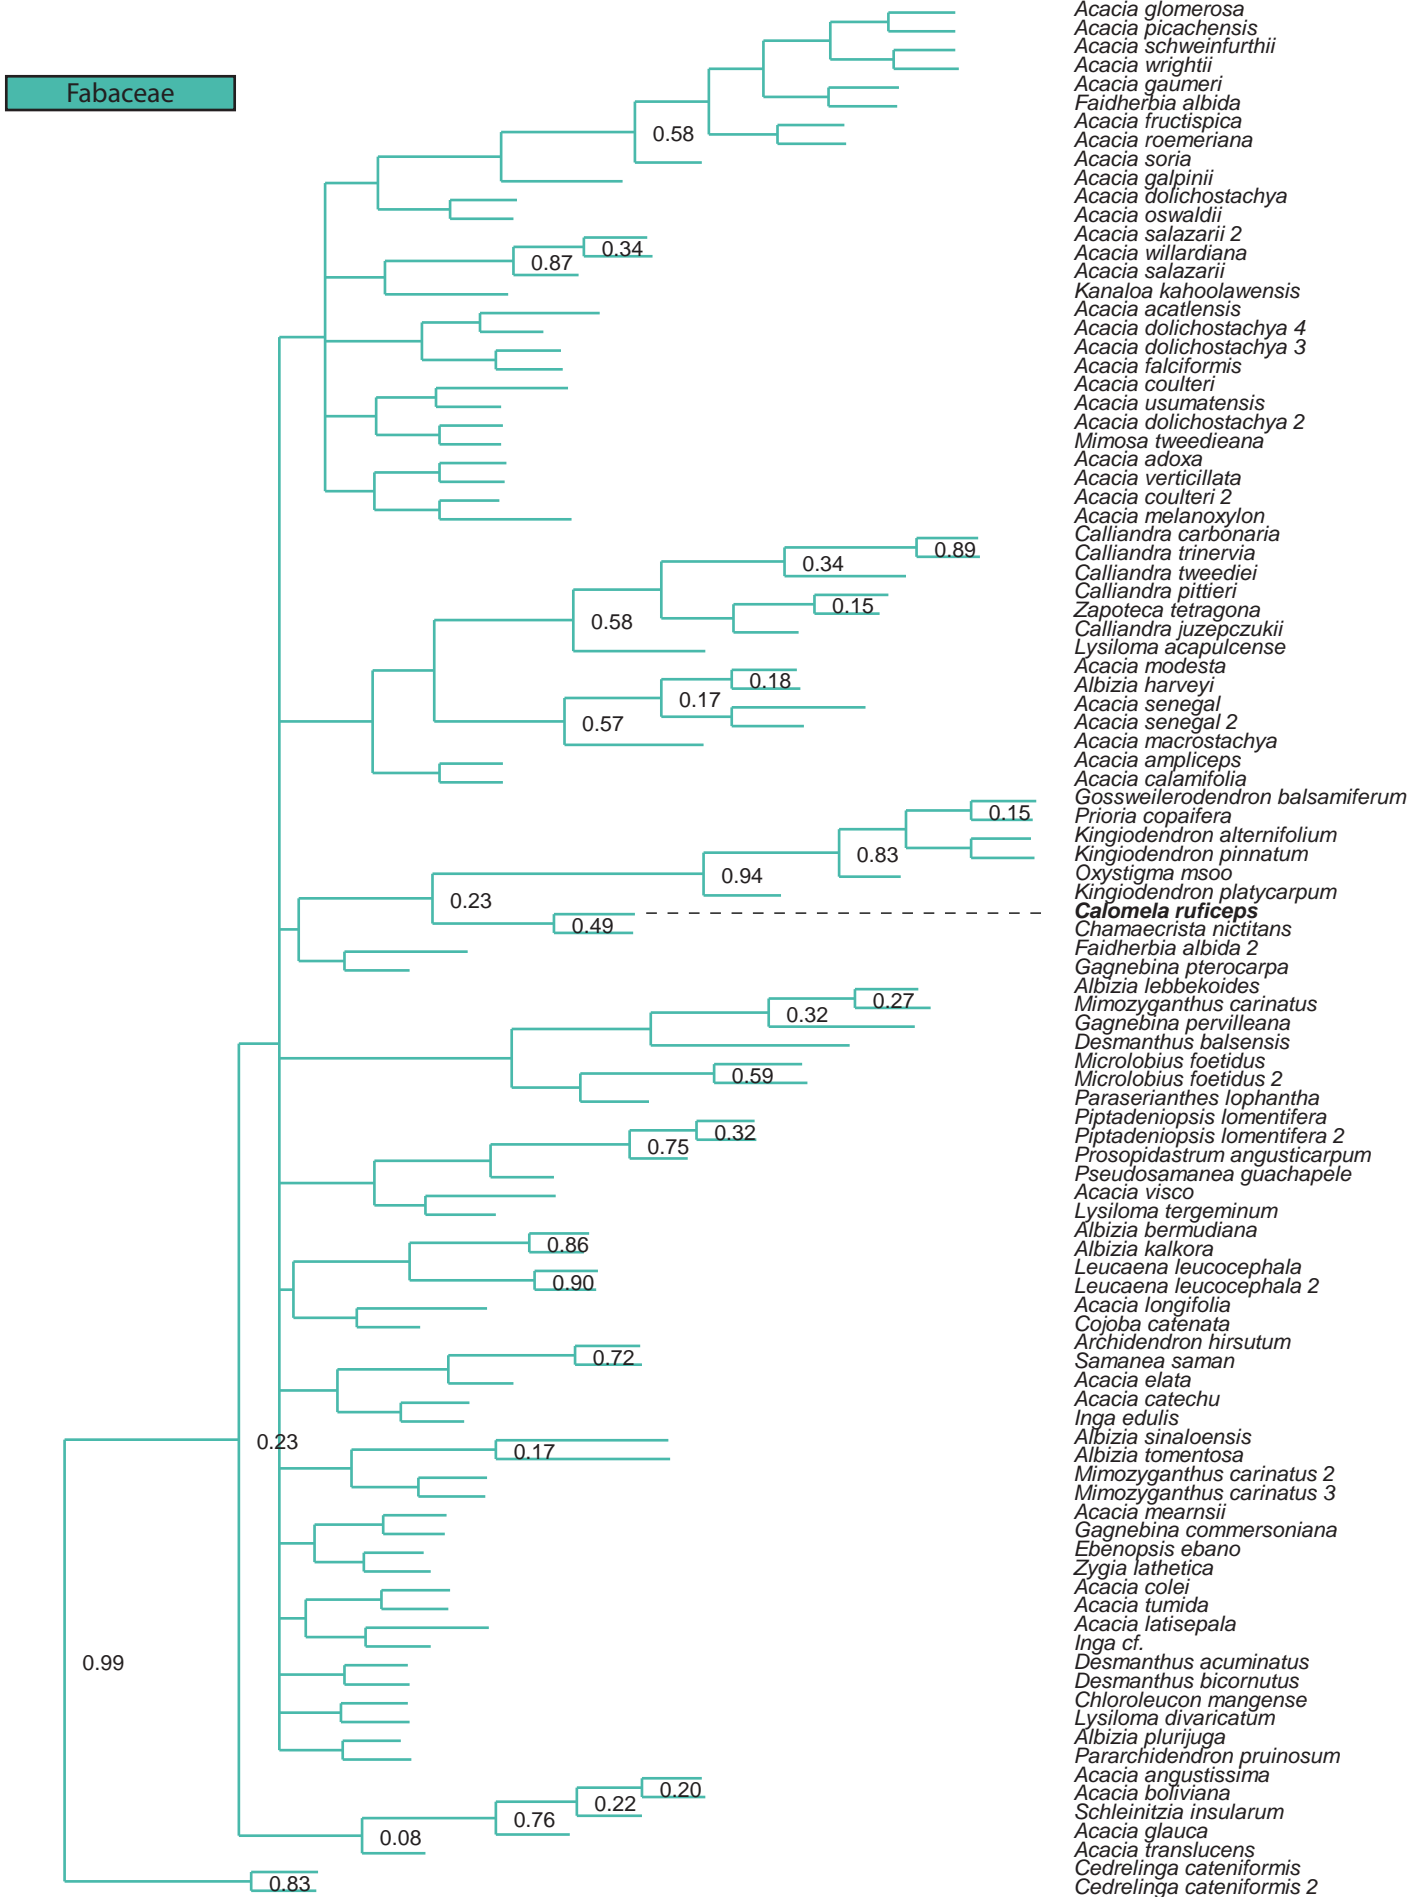 Acacia glomerosa
Acacia picachensis
Acacia schweinfurthii
Acacia wrightii
Fabaceae
Acacia gaumeri
Faidherbia albida
Acacia fructispica
0.58
Acacia roemeriana
Acacia soria
Acacia galpinii
Acacia dolichostachya
Acacia oswaldii
Acacia salazarii 2
0.34
Acacia willardiana
0.87
Acacia salazarii
Kanaloa kahoolawensis
Acacia acatlensis
Acacia dolichostachya 4
Acacia dolichostachya 3
Acacia falciformis
Acacia coulteri
Acacia usumatensis
Acacia dolichostachya 2
Mimosa tweedieana
Acacia adoxa
Acacia verticillata
Acacia coulteri 2
Acacia melanoxylon
Calliandra carbonaria
0.89
Calliandra trinervia
0.34
Calliandra tweediei
Calliandra pittieri
0.15
Zapoteca tetragona
0.58
Calliandra juzepczukii
Lysiloma acapulcense
Acacia modesta
0.18
Albizia harveyi
0.17
Acacia senegal
0.57
Acacia senegal 2
Acacia macrostachya
Acacia ampliceps
Acacia calamifolia
Gossweilerodendron balsamiferum
0.15
Prioria copaifera
Kingiodendron alternifolium
0.83
Kingiodendron pinnatum
0.94
Oxystigma msoo
Kingiodendron platycarpum
0.23
Calomela ruficeps
0.49
Chamaecrista nictitans
Faidherbia albida 2
Gagnebina pterocarpa
Albizia lebbekoides
0.27
Mimozyganthus carinatus
0.32
Gagnebina pervilleana
Desmanthus balsensis
Microlobius foetidus
0.59
Microlobius foetidus 2
Paraserianthes lophantha
Piptadeniopsis lomentifera
0.32
Piptadeniopsis lomentifera 2
0.75
Prosopidastrum angusticarpum
Pseudosamanea guachapele
Acacia visco
Lysiloma tergeminum
Albizia bermudiana
0.86
Albizia kalkora
Leucaena leucocephala
0.90
Leucaena leucocephala 2
Acacia longifolia
Cojoba catenata
Archidendron hirsutum
0.72
Samanea saman
Acacia elata
Acacia catechu
Inga edulis
0.23
Albizia sinaloensis
0.17
Albizia tomentosa
Mimozyganthus carinatus 2
Mimozyganthus carinatus 3
Acacia mearnsii
Gagnebina commersoniana
Ebenopsis ebano
Zygia lathetica
Acacia colei
Acacia tumida
Acacia latisepala
Inga cf.
0.99
Desmanthus acuminatus
Desmanthus bicornutus
Chloroleucon mangense
Lysiloma divaricatum
Albizia plurijuga
Pararchidendron pruinosum
Acacia angustissima
0.20
Acacia boliviana
0.22
Schleinitzia insularum
0.76
Acacia glauca
0.08
Acacia translucens
Cedrelinga cateniformis
0.83
Cedrelinga cateniformis 2